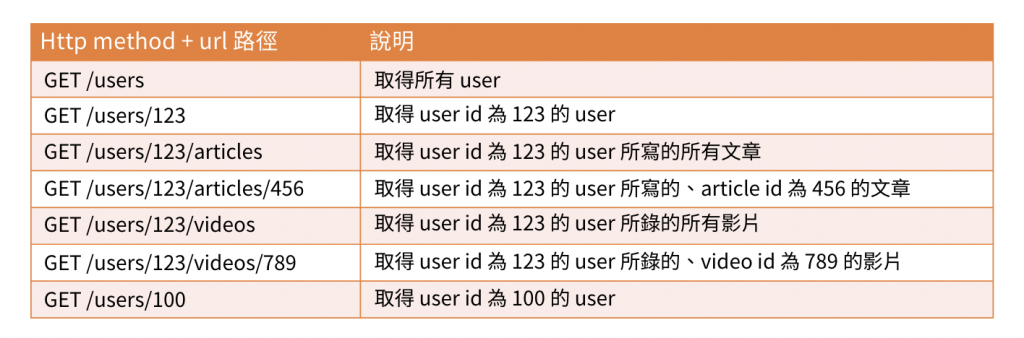 Http method + url 路徑 說明
GET /users 取得所有 user
GET /users/123 取得 user id 為 123 的 user
GET /users/123/articles 取得 user id 為 123 的 user 所寫的所有文章
GET /users/123/articles/456 取得 user id 為 123 的 user 所寫的、article id 為 456 的文章
GET /users/123/videos 取得 user id 為 123 的 user 所錄的所有影片
GET /users/123/videos/789 取得 user id 為 123 的 user 所錄的、video id 為 789 的影片
GET /users/100 取得 user id 為 100 的 user